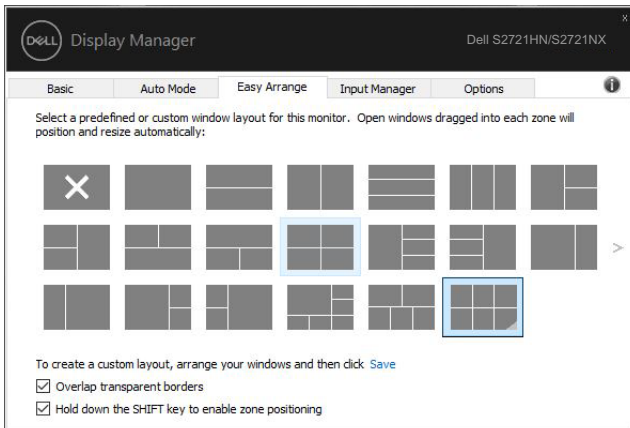 x
DELL Display Manager
Dell S2721HN/S2721NX
Basic Auto Mode Easy Arrange Input Manager Options i
Select a predefined or custom window layout for this monitor. Open windows dragged into each zone will
position and resize automatically:
>
To create a custom layout, arrange your windows and then click Save
Overlap transparent borders
Hold down the SHIFT key to enable zone positioning